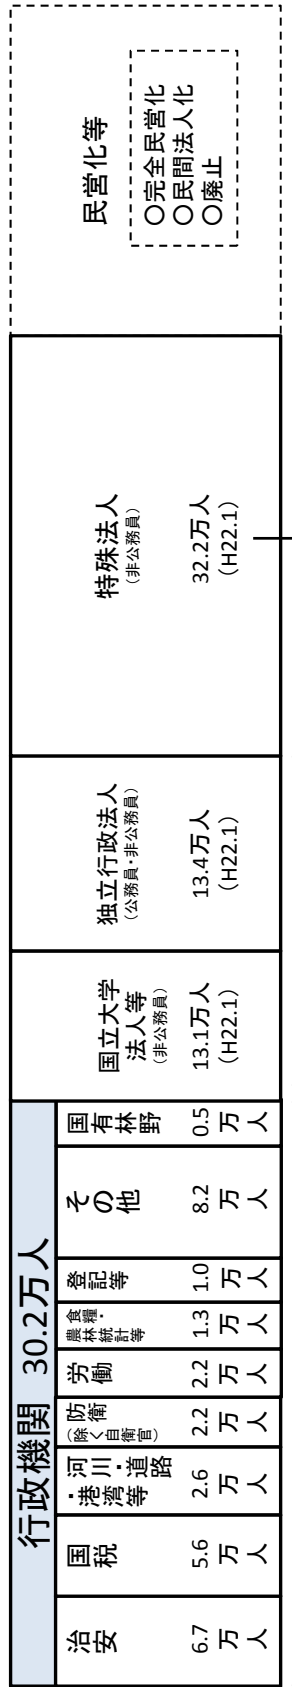 行政機関 30.2万人
治安
6.7万人
国税
5.6万人
河川・道路
・港湾等
2.6万人
防衛
（除く自衛官）
2.2万人
労働
2.2万人
食糧・
農林統計等
1.3万人
登記等
1.0万人
その他
8.2万人
国有林野
0.5万人
国立大学
法人等
（非公務員）
13.1万人
（H22.1）
独立行政法人
（公務員・非公務員）
13.4万人
（H22.1）
特殊法人
（非公務員）
32.2万人
（H22.1）
民営化等
○完全民営化
○民間法人化
○廃止